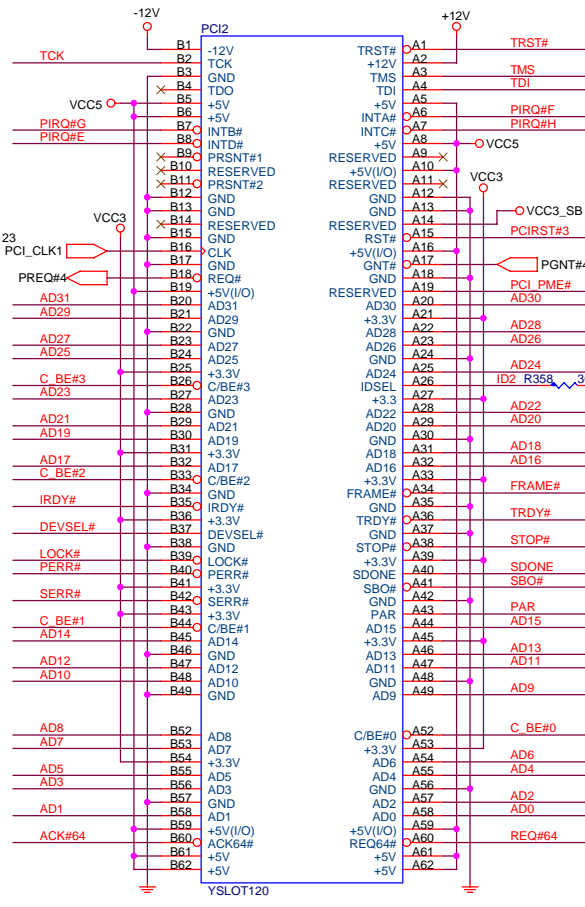 -12V +12V
PCI2
B1 -12V TRST# A1 TRST#
TCK B2 TCK +12V A2
B3 GND TMS A3 TMS
B4 TDO TDI A4 TDI
VCC5 B5 +5V +5V A5
B6 +5V INTA# A6 PIRQ#F
PIRQ#G B7 INTB# INTC# A7 PIRQ#H
PIRQ#E B8 INTD# +5V A8 VCC5
B9 PRSNT#1 RESERVED A9
B10 RESERVED +5V(I/O) A10
B11 PRSNT#2 RESERVED A11
VCC3
B12 GND GND A12
B13 GND GND A13
VCC3 B14 RESERVED RESERVED A14 VCC3_SB
B15 GND RST# A15 PCIRST#3
23
PCI_CLK1 B16 CLK +5V(I/O) A16
B17 GND GNT# A17 PGNT#4
PREQ#4 B18 REQ# GND A18
B19 +5V(I/O) RESERVED A19 PCI_PME#
AD31 B20 AD31 AD30 A20 AD30
AD29 B21 AD29 +3.3V A21
B22 GND AD28 A22 AD28
AD27 B23 AD27 AD26 A23 AD26
AD25 B24 AD25 GND A24
B25 +3.3V AD24 A25 AD24
C_BE#3 B26 C/BE#3 IDSEL A26 ID2 R358 3
AD23 B27 AD23 +3.3 A27
B28 GND AD22 A28 AD22
AD21 B29 AD21 AD20 A29 AD20
AD19 B30 AD19 GND A30
B31 +3.3V AD18 A31 AD18
AD17 B32 AD17 AD16 A32 AD16
C_BE#2 B33 C/BE#2 +3.3V A33
B34 GND FRAME# A34 FRAME#
IRDY# B35 IRDY# GND A35
B36 +3.3V TRDY# A36 TRDY#
DEVSEL# B37 DEVSEL# GND A37
B38 GND STOP# A38 STOP#
LOCK# B39 LOCK# +3.3V A39
PERR# B40 PERR# SDONE A40 SDONE
B41 +3.3V SBO# A41 SBO#
SERR# B42 SERR# GND A42
B43 +3.3V PAR A43 PAR
C_BE#1 B44 C/BE#1 AD15 A44 AD15
AD14 B45 AD14 +3.3V A45
B46 GND AD13 A46 AD13
AD12 B47 AD12 AD11 A47 AD11
AD10 B48 AD10 GND A48
B49 GND AD9 A49 AD9
AD8 B52 AD8 C/BE#0 A52 C_BE#0
AD7 B53 AD7 +3.3V A53
B54 +3.3V AD6 A54 AD6
AD5 B55 AD5 AD4 A55 AD4
AD3 B56 AD3 GND A56
B57 GND AD2 A57 AD2
AD1 B58 AD1 AD0 A58 AD0
B59 +5V(I/O) +5V(I/O) A59
ACK#64 B60 ACK64# REQ64# A60 REQ#64
B61 +5V +5V A61
B62 +5V +5V A62
YSLOT120